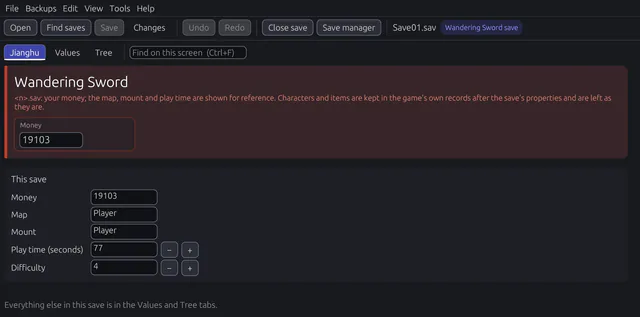 File Backups Edit View Tools Help
Open Find saves Save Changes Undo Redo Close save Save manager Save01.sav Wandering Sword save
Jianghu Values Tree Find on this screen (Ctrl+F)
Wandering Sword
<n>.sav: your money; the map, mount and play time are shown for reference. Characters and items are kept in the game's own records after the save's properties and are left as
they are.
Money
19103
This save
Money 19103
Map Player
Mount Player
Play time (seconds) 77 − +
Difficulty 4 − +
Everything else in this save is in the Values and Tree tabs.